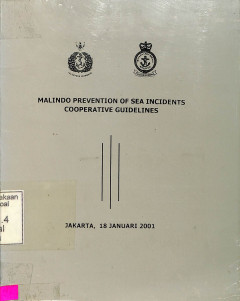 MALINDO PREVENTION OF SEA INCIDENTS
COOPERATIVE GUIDELINES
JAKARTA, 18 JANUARI 2001